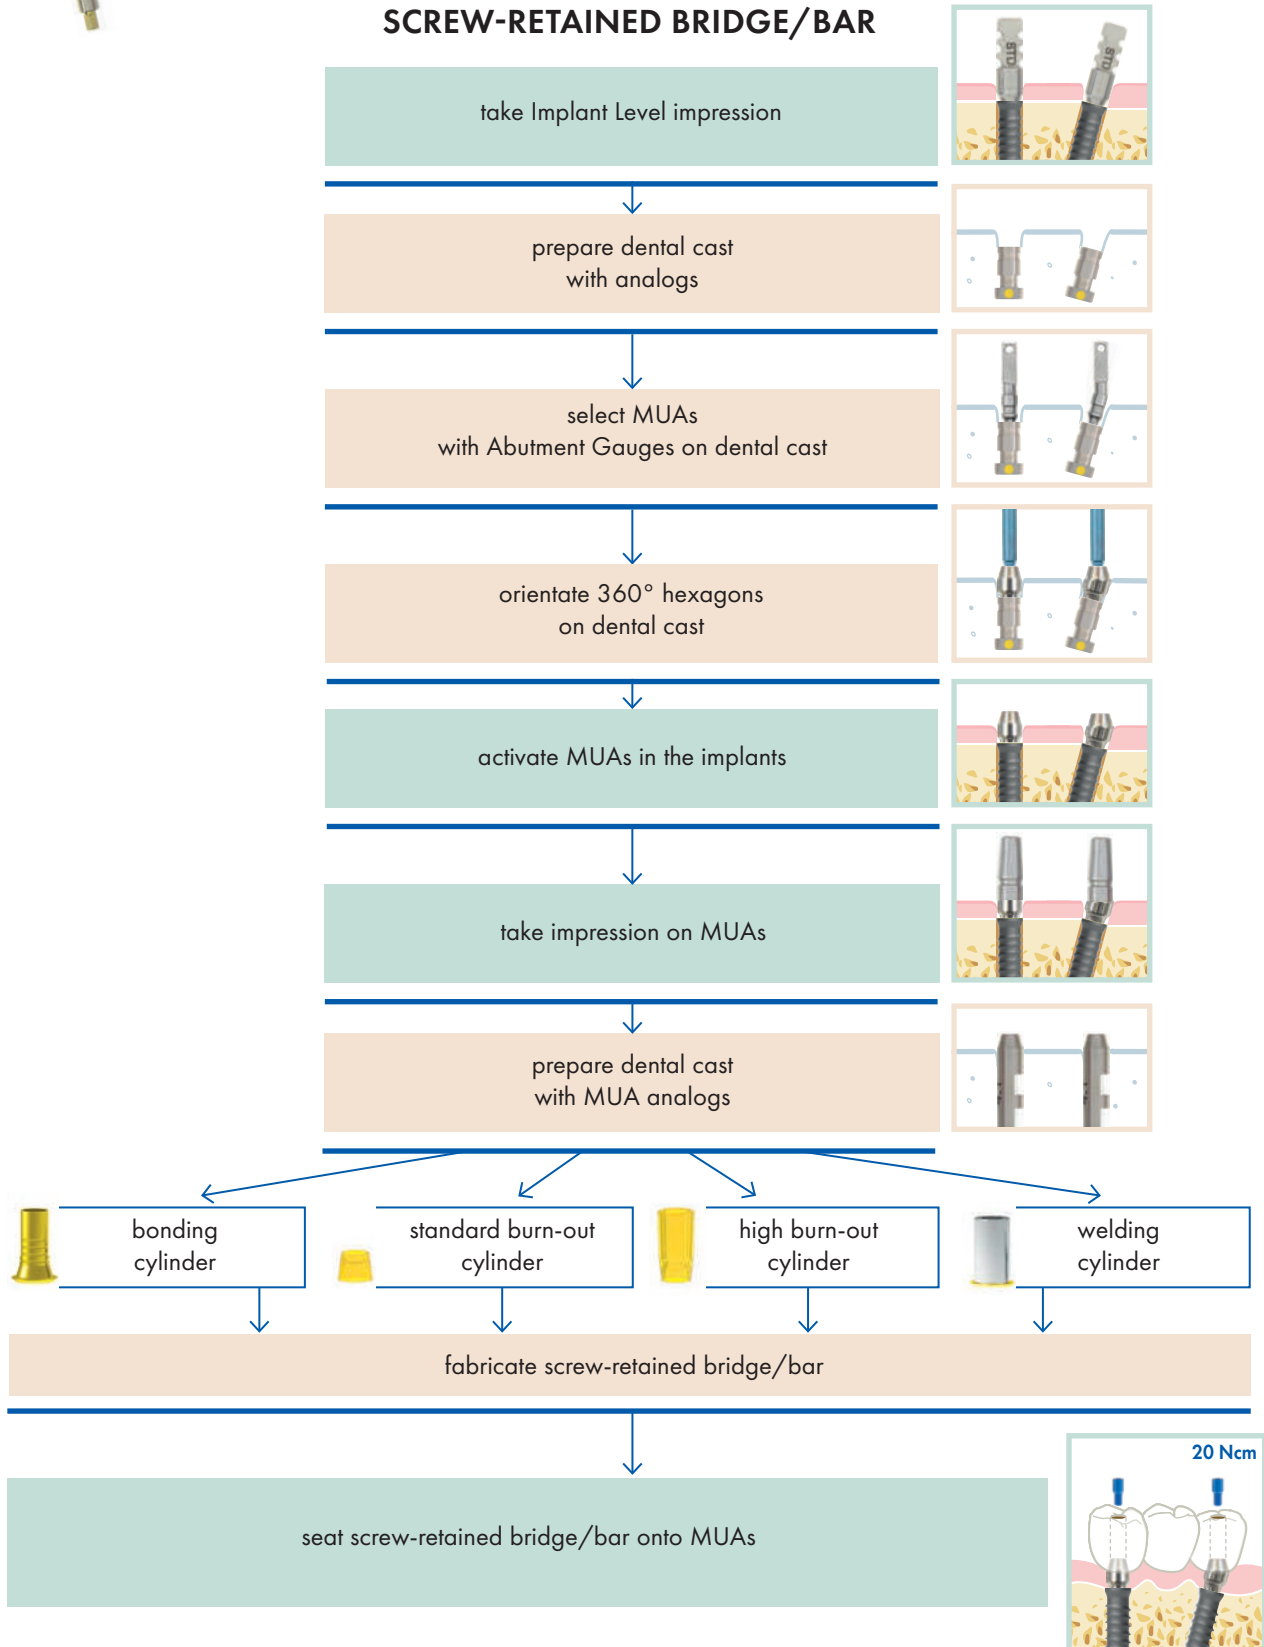 SCREW-RETAINED BRIDGE/BAR
take Implant Level impression
STD
STD
prepare dental cast
with analogs
select MUAs
with Abutment Gauges on dental cast
orientate 360° hexagons
on dental cast
activate MUAs in the implants
take impression on MUAs
prepare dental cast
with MUA analogs
bonding
cylinder
standard burn-out
cylinder
high burn-out
cylinder
welding
cylinder
fabricate screw-retained bridge/bar
20 Ncm
seat screw-retained bridge/bar onto MUAs